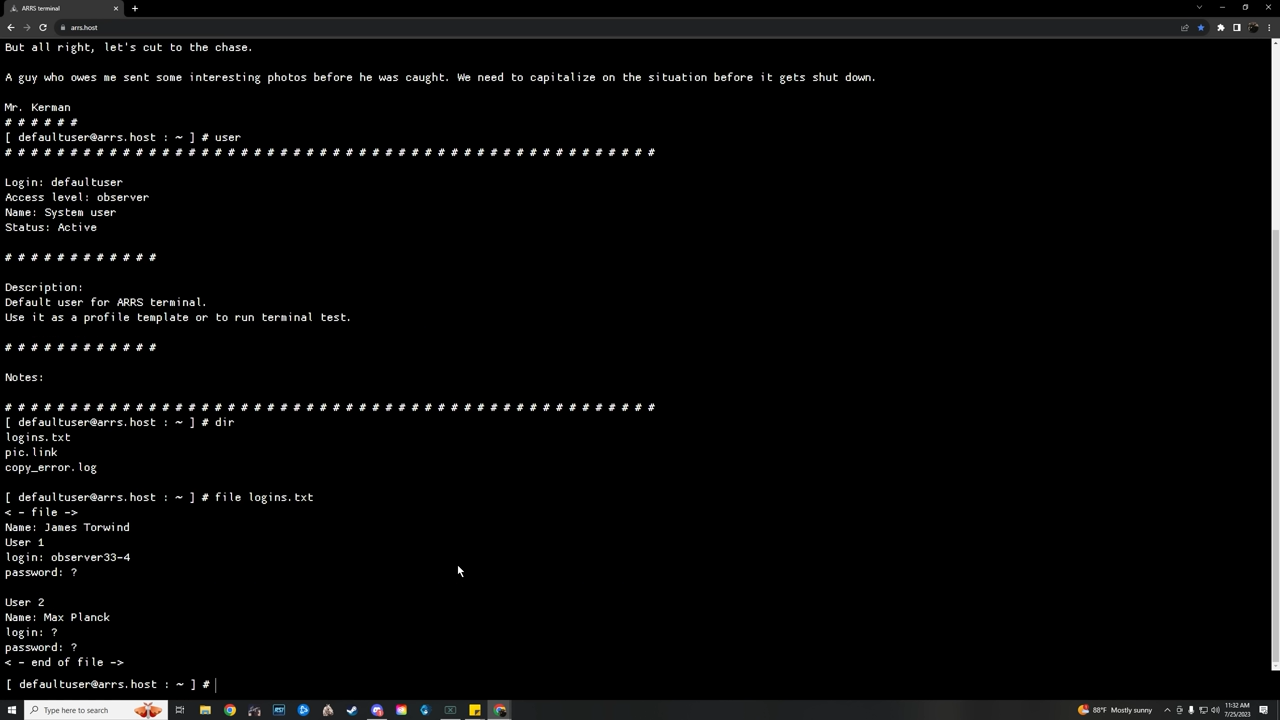 ARRS terminal
arrs.host
But all right, let's cut to the chase.
A guy who owes me sent some interesting photos before he was caught. We need to capitalize on the situation before it gets shut down.
Mr. Kerman
# # # # # #
[ defaultuser@arrs.host : ~ ] # user
# # # # # # # # # # # # # # # # # # # # # # # # # # # # # # # # # # # # # # # # # # # # # # # # # #
Login: defaultuser
Access level: observer
Name: System user
Status: Active
# # # # # # # # # # # #
Description:
Default user for ARRS terminal.
Use it as a profile template or to run terminal test.
# # # # # # # # # # # #
Notes:
# # # # # # # # # # # # # # # # # # # # # # # # # # # # # # # # # # # # # # # # # # # # # # # # # #
[ defaultuser@arrs.host : ~ ] # dir
logins.txt
pic.link
copy_error.log
[ defaultuser@arrs.host : ~ ] # file logins.txt
< - file ->
Name: James Torwind
User 1
login: observer33-4
password: ?
User 2
Name: Max Planck
login: ?
password: ?
< - end of file ->
[ defaultuser@arrs.host : ~ ] #
Type here to search
88°F Mostly sunny
11:32 AM
7/25/2023